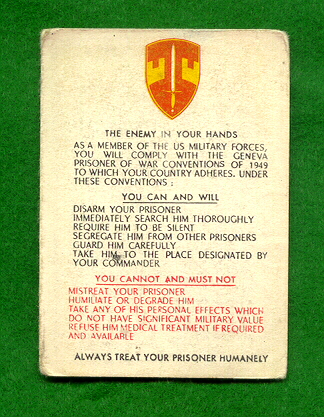 THE ENEMY IN YOUR HANDS
AS A MEMBER OF THE US MILITARY FORCES,
YOU WILL COMPLY WITH THE GENEVA
PRISONER OF WAR CONVENTIONS OF 1949
TO WHICH YOUR COUNTRY ADHERES. UNDER
THESE CONVENTIONS :
YOU CAN AND WILL
DISARM YOUR PRISONER
IMMEDIATELY SEARCH HIM THOROUGHLY
REQUIRE HIM TO BE SILENT
SEGREGATE HIM FROM OTHER PRISONERS
GUARD HIM CAREFULLY
TAKE HIM TO THE PLACE DESIGNATED BY
YOUR COMMANDER
YOU CANNOT AND MUST NOT
MISTREAT YOUR PRISONER
HUMILIATE OR DEGRADE HIM
TAKE ANY OF HIS PERSONAL EFFECTS WHICH
DO NOT HAVE SIGNIFICANT MILITARY VALUE
REFUSE HIM MEDICAL TREATMENT IF REQUIRED
AND AVAILABLE
ALWAYS TREAT YOUR PRISONER HUMANELY